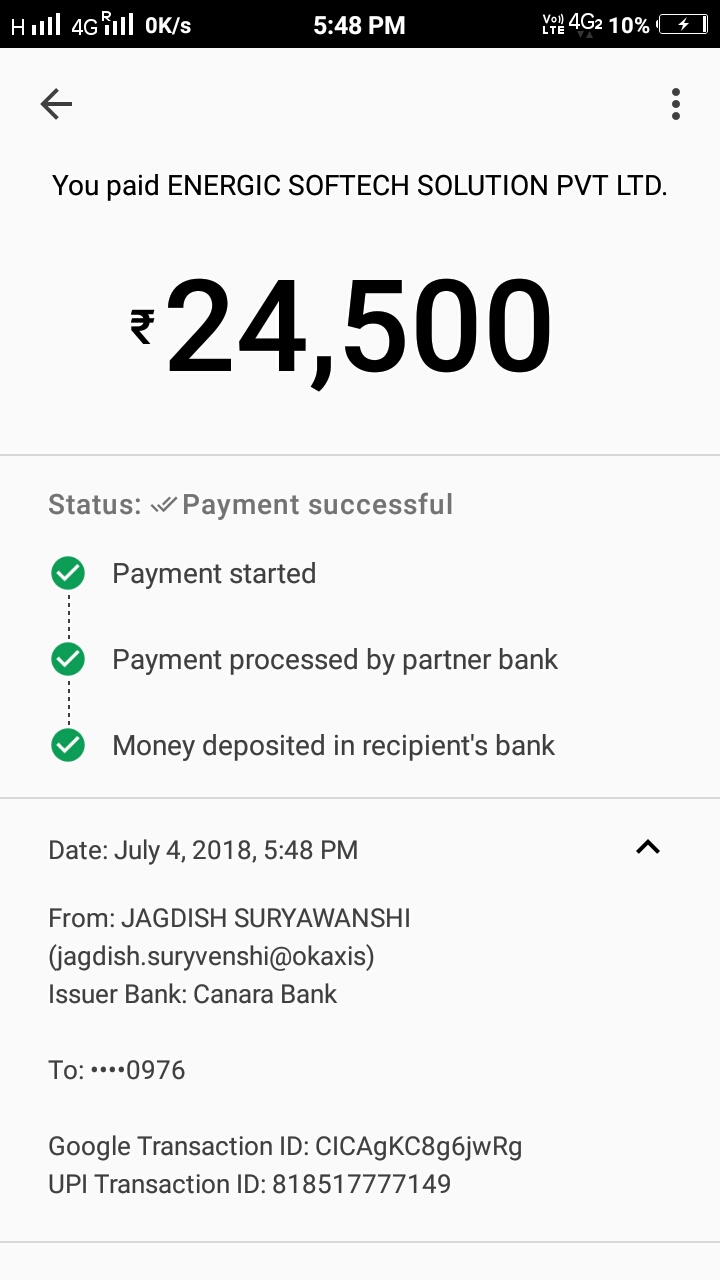 H 4G R 0K/s 5:48 PM Vo)) LTE 4G2 10%
You paid ENERGIC SOFTECH SOLUTION PVT LTD.
₹24,500
Status: Payment successful
Payment started
Payment processed by partner bank
Money deposited in recipient's bank
Date: July 4, 2018, 5:48 PM
From: JAGDISH SURYAWANSHI
(jagdish.suryvenshi@okaxis)
Issuer Bank: Canara Bank
To: ••••0976
Google Transaction ID: CICAgKC8g6jwRg
UPI Transaction ID: 818517777149